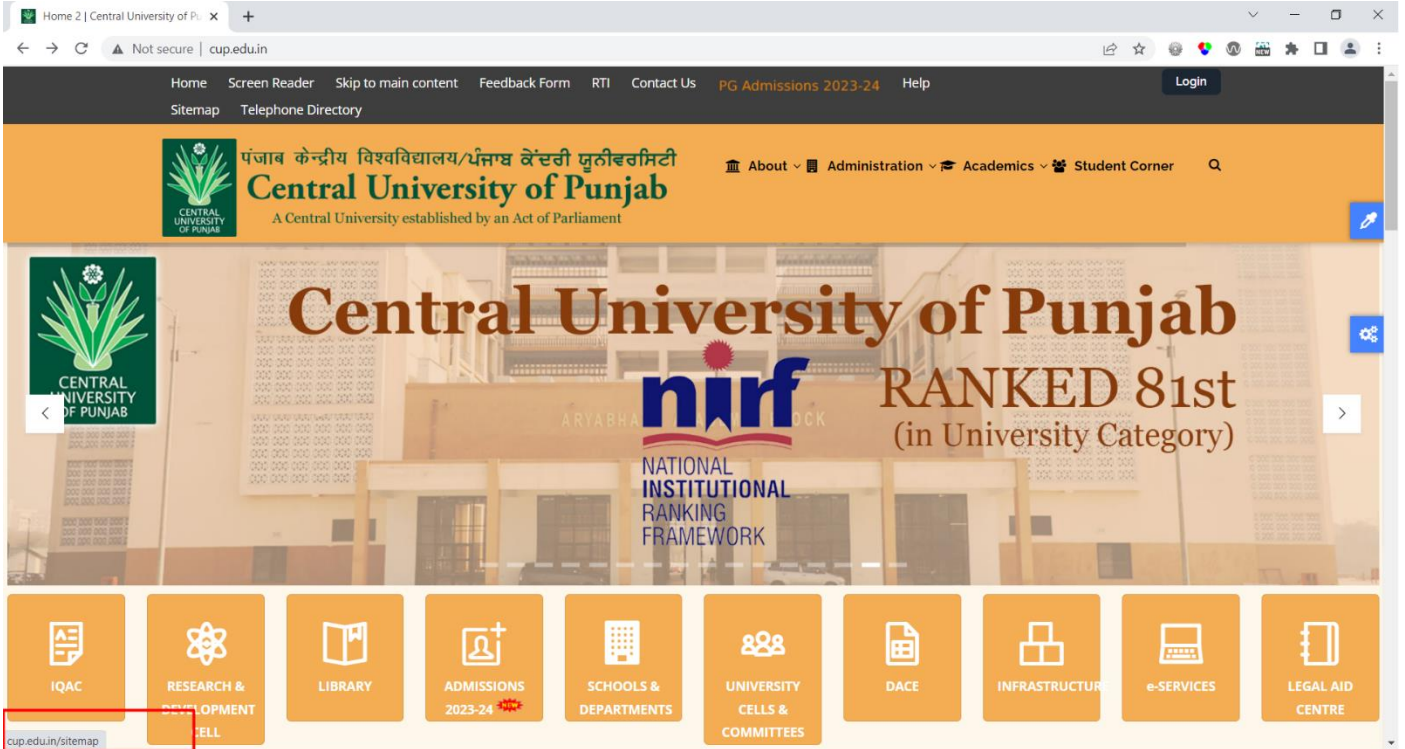 Home 2 | Central University of Pu
Not secure | cup.edu.in
Home Screen Reader Skip to main content Feedback Form RTI Contact Us PG Admissions 2023-24 Help Login
Sitemap Telephone Directory
पंजाब केन्द्रीय विश्वविद्यालय/ਪੰਜਾਬ ਕੇਂਦਰੀ ਯੂਨੀਵਰਸਿਟੀ
Central University of Punjab
A Central University established by an Act of Parliament
CENTRAL
UNIVERSITY
OF PUNJAB
About Administration Academics Student Corner
CENTRAL
UNIVERSITY
OF PUNJAB
Central University of Punjab
nirf
NATIONAL
INSTITUTIONAL
RANKING
FRAMEWORK
RANKED 81st
(in University Category)
IQAC
RESEARCH &
DEVELOPMENT
CELL
LIBRARY
ADMISSIONS
2023-24 NEW
SCHOOLS &
DEPARTMENTS
UNIVERSITY
CELLS &
COMMITTEES
DACE
INFRASTRUCTURE
e-SERVICES
LEGAL AID
CENTRE
cup.edu.in/sitemap